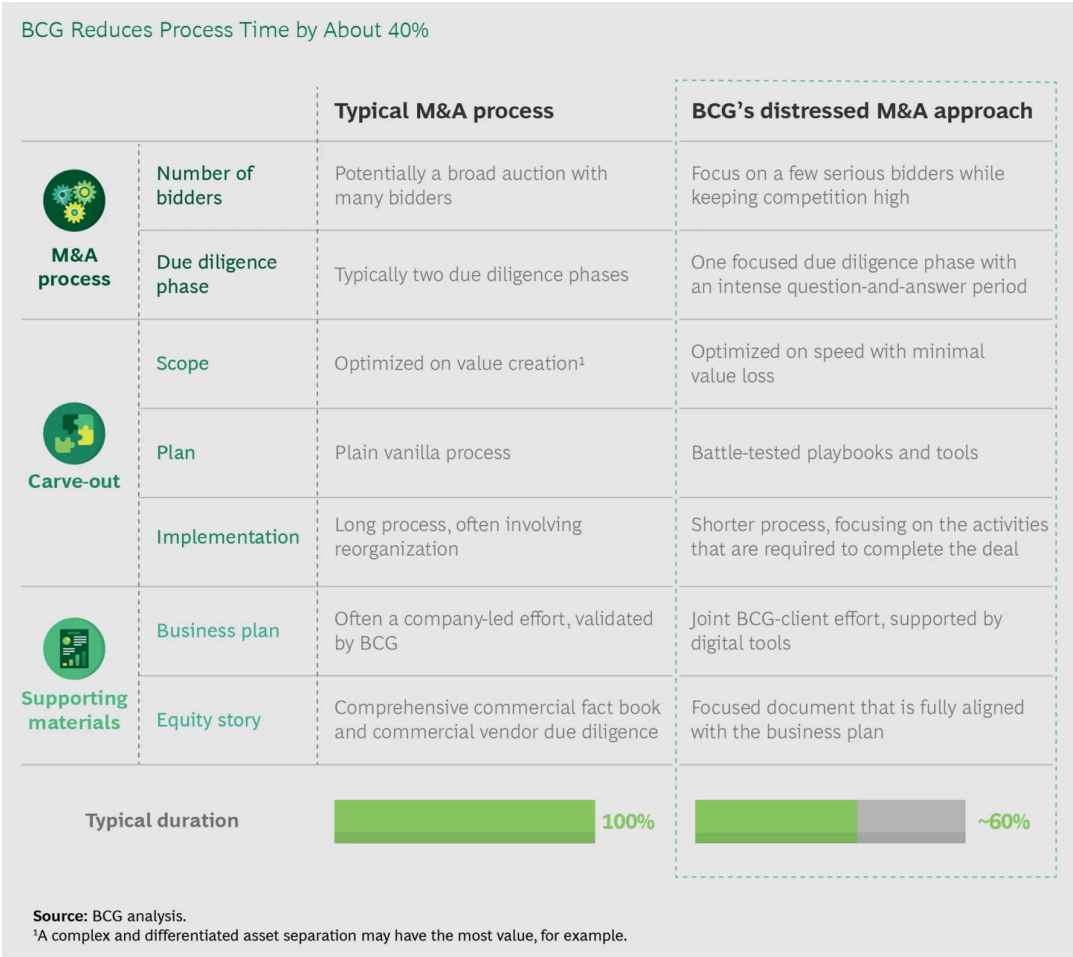 BCG Reduces Process Time by About 40%
Typical M&A process
BCG’s distressed M&A approach
M&A
process
Number of
bidders
Potentially a broad auction with
many bidders
Focus on a few serious bidders while
keeping competition high
Due diligence
phase
Typically two due diligence phases
One focused due diligence phase with
an intense question-and-answer period
Carve-out
Scope
Optimized on value creation¹
Optimized on speed with minimal
value loss
Plan
Plain vanilla process
Battle-tested playbooks and tools
Implementation
Long process, often involving
reorganization
Shorter process, focusing on the activities
that are required to complete the deal
Supporting
materials
Business plan
Often a company-led effort, validated
by BCG
Joint BCG-client effort, supported by
digital tools
Equity story
Comprehensive commercial fact book
and commercial vendor due diligence
Focused document that is fully aligned
with the business plan
Typical duration
100%
~60%
Source: BCG analysis.
¹A complex and differentiated asset separation may have the most value, for example.